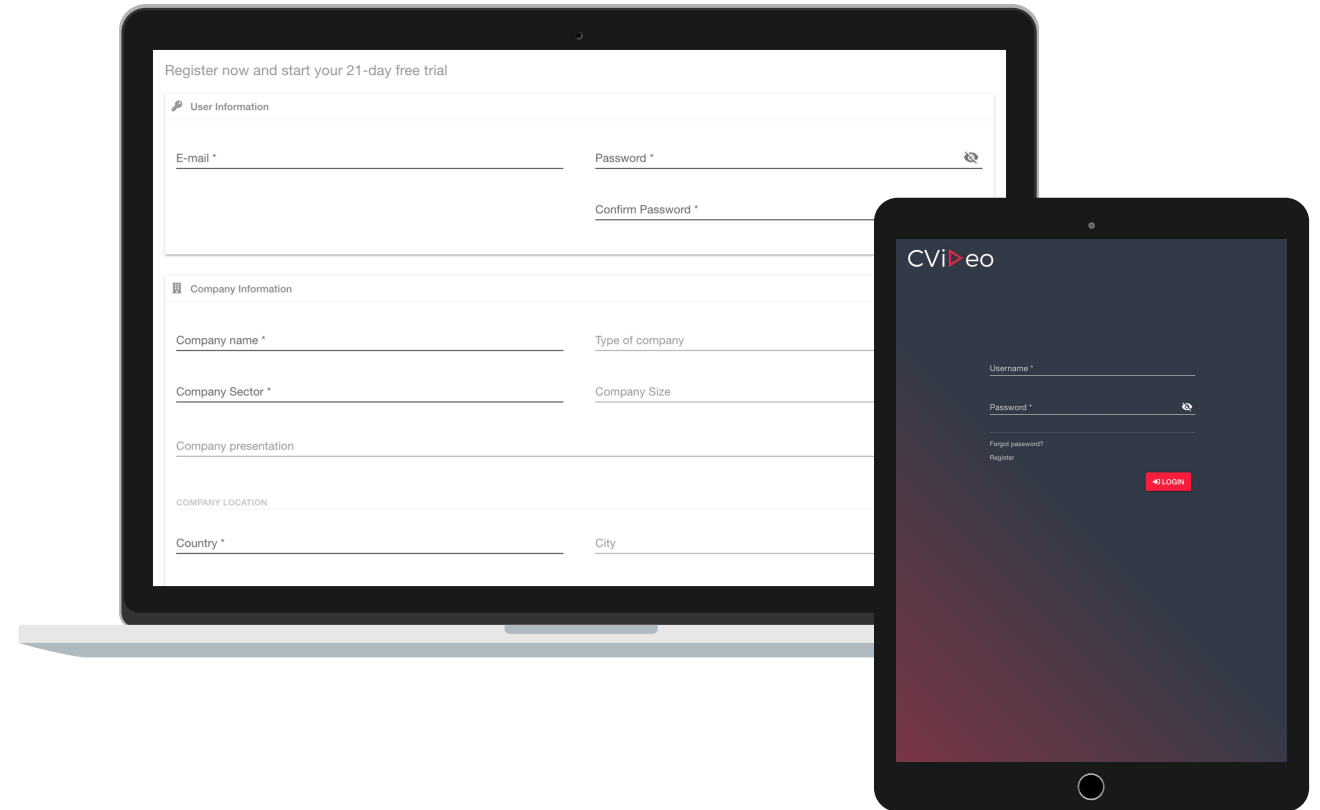 Register now and start your 21-day free trial
User Information
E-mail *
Password *
Confirm Password *
Company Information
Company name *
Type of company
Company Sector *
Company Size
Company presentation
COMPANY LOCATION
Country *
City
CVideo
Username *
Password *
Forgot password?
Register
LOGIN